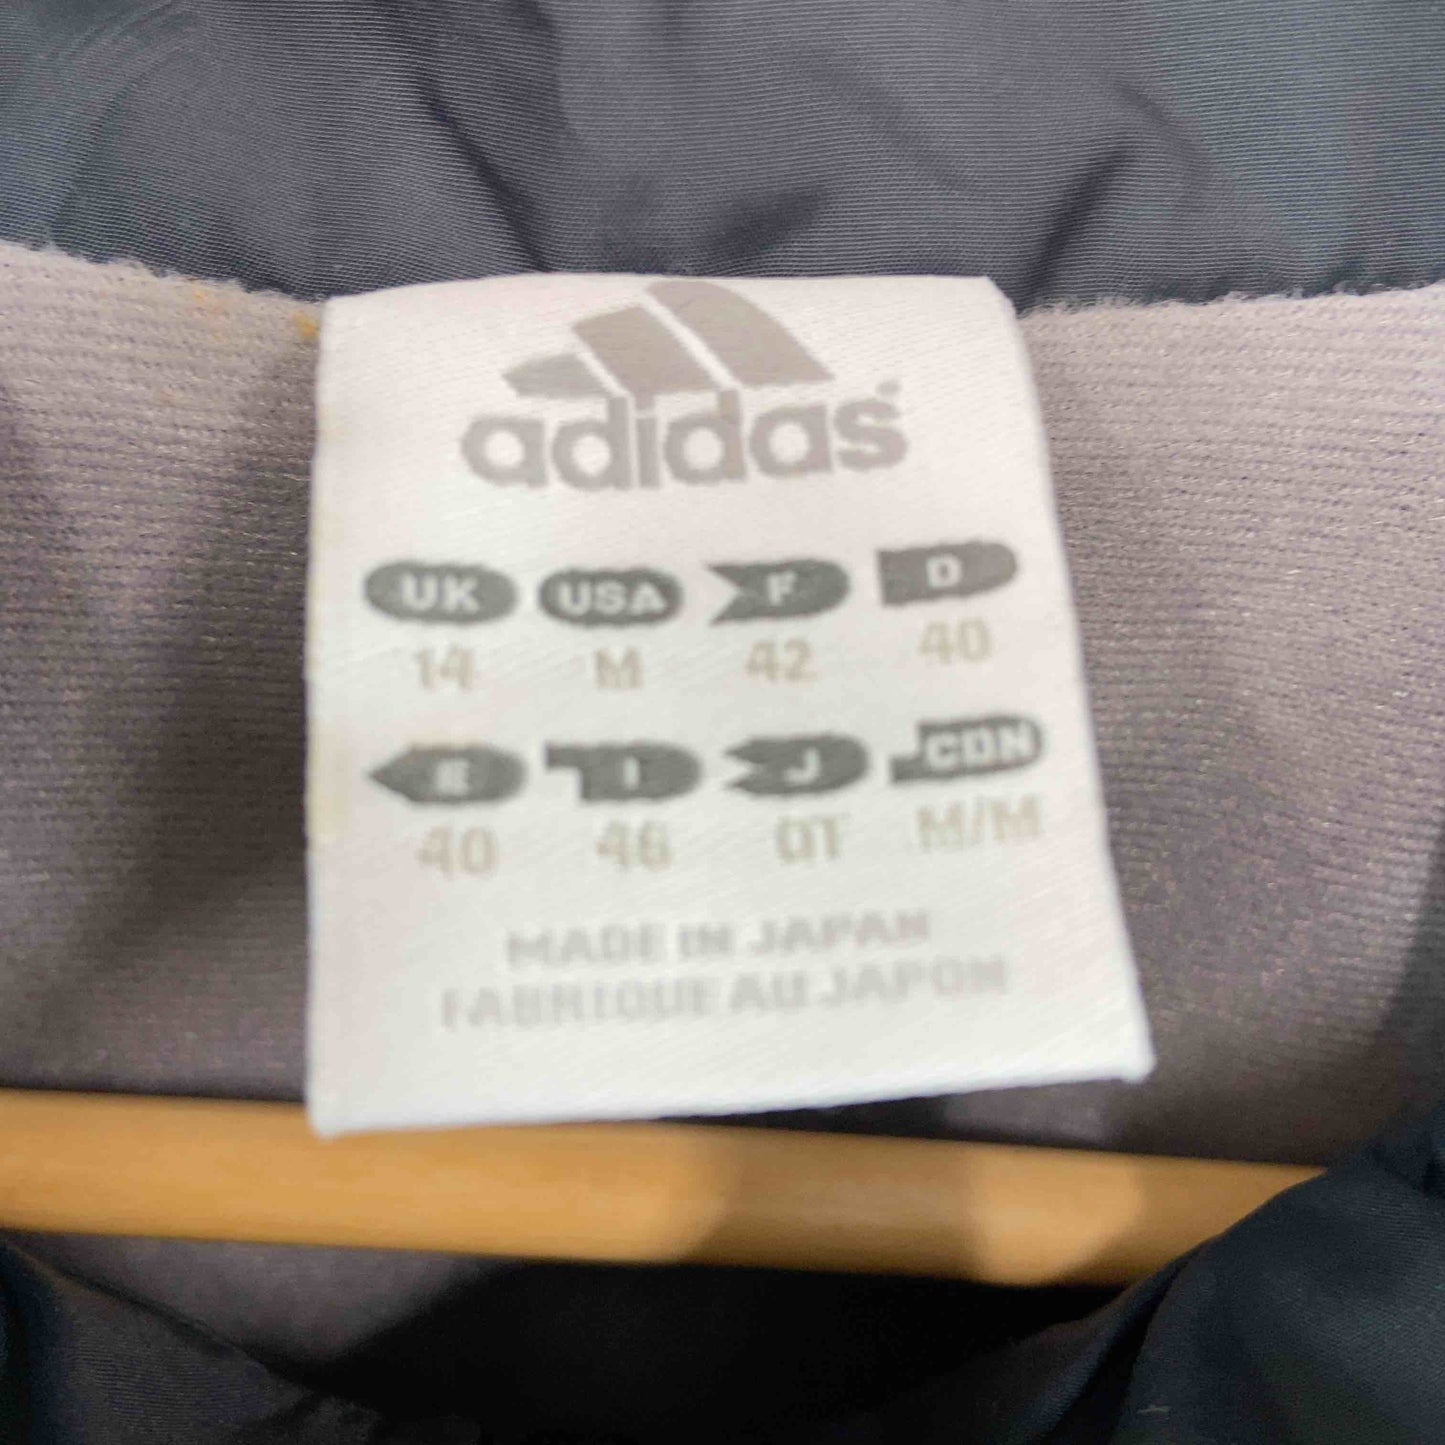 adidas
UK USA F D
14 M 42 40
E I J CDN
40 46 OT M/M
MADE IN JAPAN
FABRIQUE AU JAPON